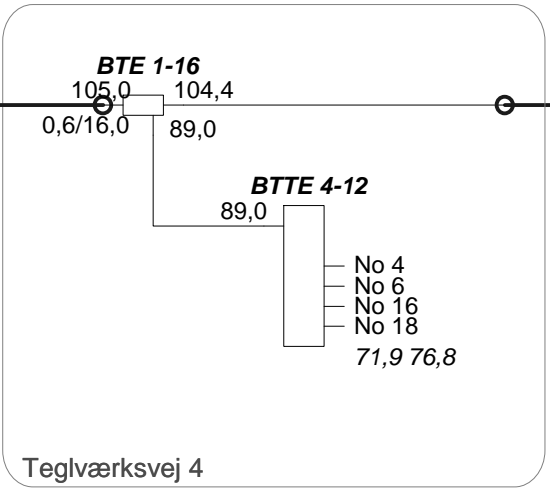 BTE 1-16
105,0 104,4
0,6/16,0 89,0
BTTE 4-12
89,0
No 4
No 6
No 16
No 18
71,9 76,8
Teglværksvej 4